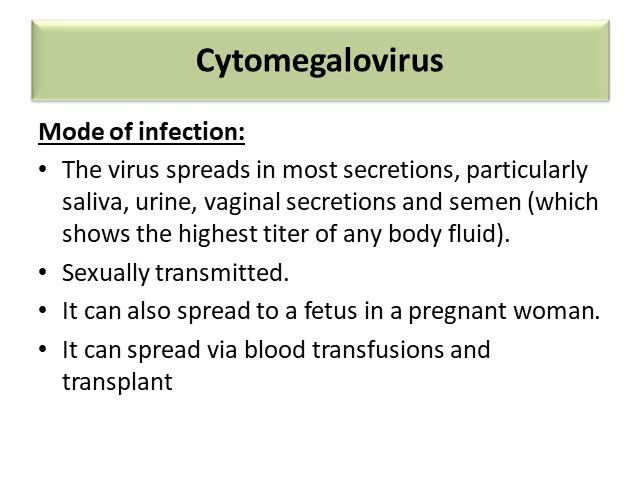 Cytomegalovirus
Mode of infection:
• The virus spreads in most secretions, particularly
saliva, urine, vaginal secretions and semen (which
shows the highest titer of any body fluid).
• Sexually transmitted.
• It can also spread to a fetus in a pregnant woman.
• It can spread via blood transfusions and
transplant